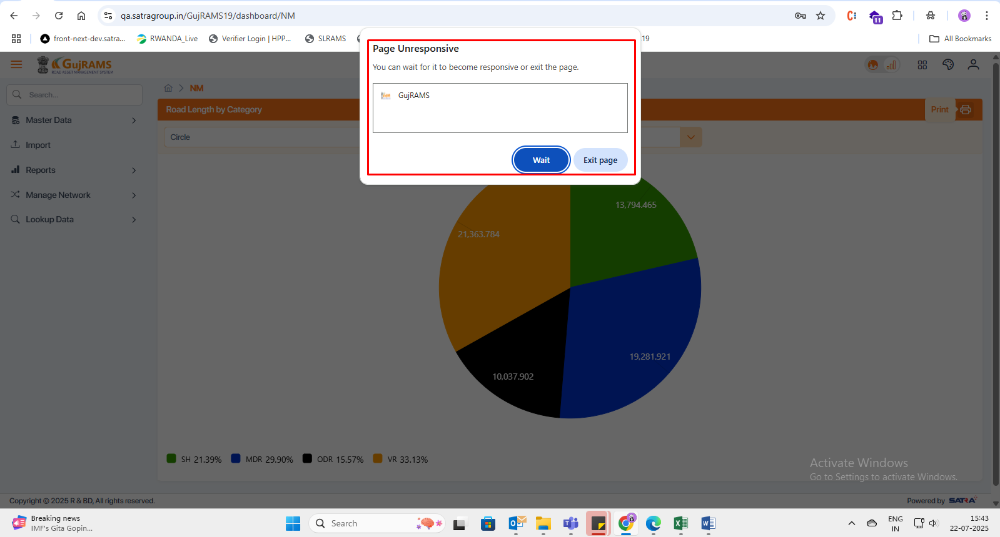 qa.satragroup.in/GujRAMS19/dashboard/NM
11
front-next-dev.satra...
RWANDA_Live
Verifier Login | HPP...
SLRAMS
19
All Bookmarks
Page Unresponsive
You can wait for it to become responsive or exit the page.
GujRAMS
Wait
Exit page
GujRAMS
ROAD ASSET MANAGEMENT SYSTEM
Search...
NM
Master Data
Import
Reports
Manage Network
Lookup Data
Road Length by Category
Print
Circle
13,794.465
21,363.784
19,281.921
10,037.902
SH 21.39% MDR 29.90% ODR 15.57% VR 33.13%
Activate Windows
Go to Settings to activate Windows.
Copyright © 2025 R & BD, All rights reserved.
Powered by SATRA
Breaking news
IMF's Gita Gopin...
Search
ENG
IN
15:43
22-07-2025